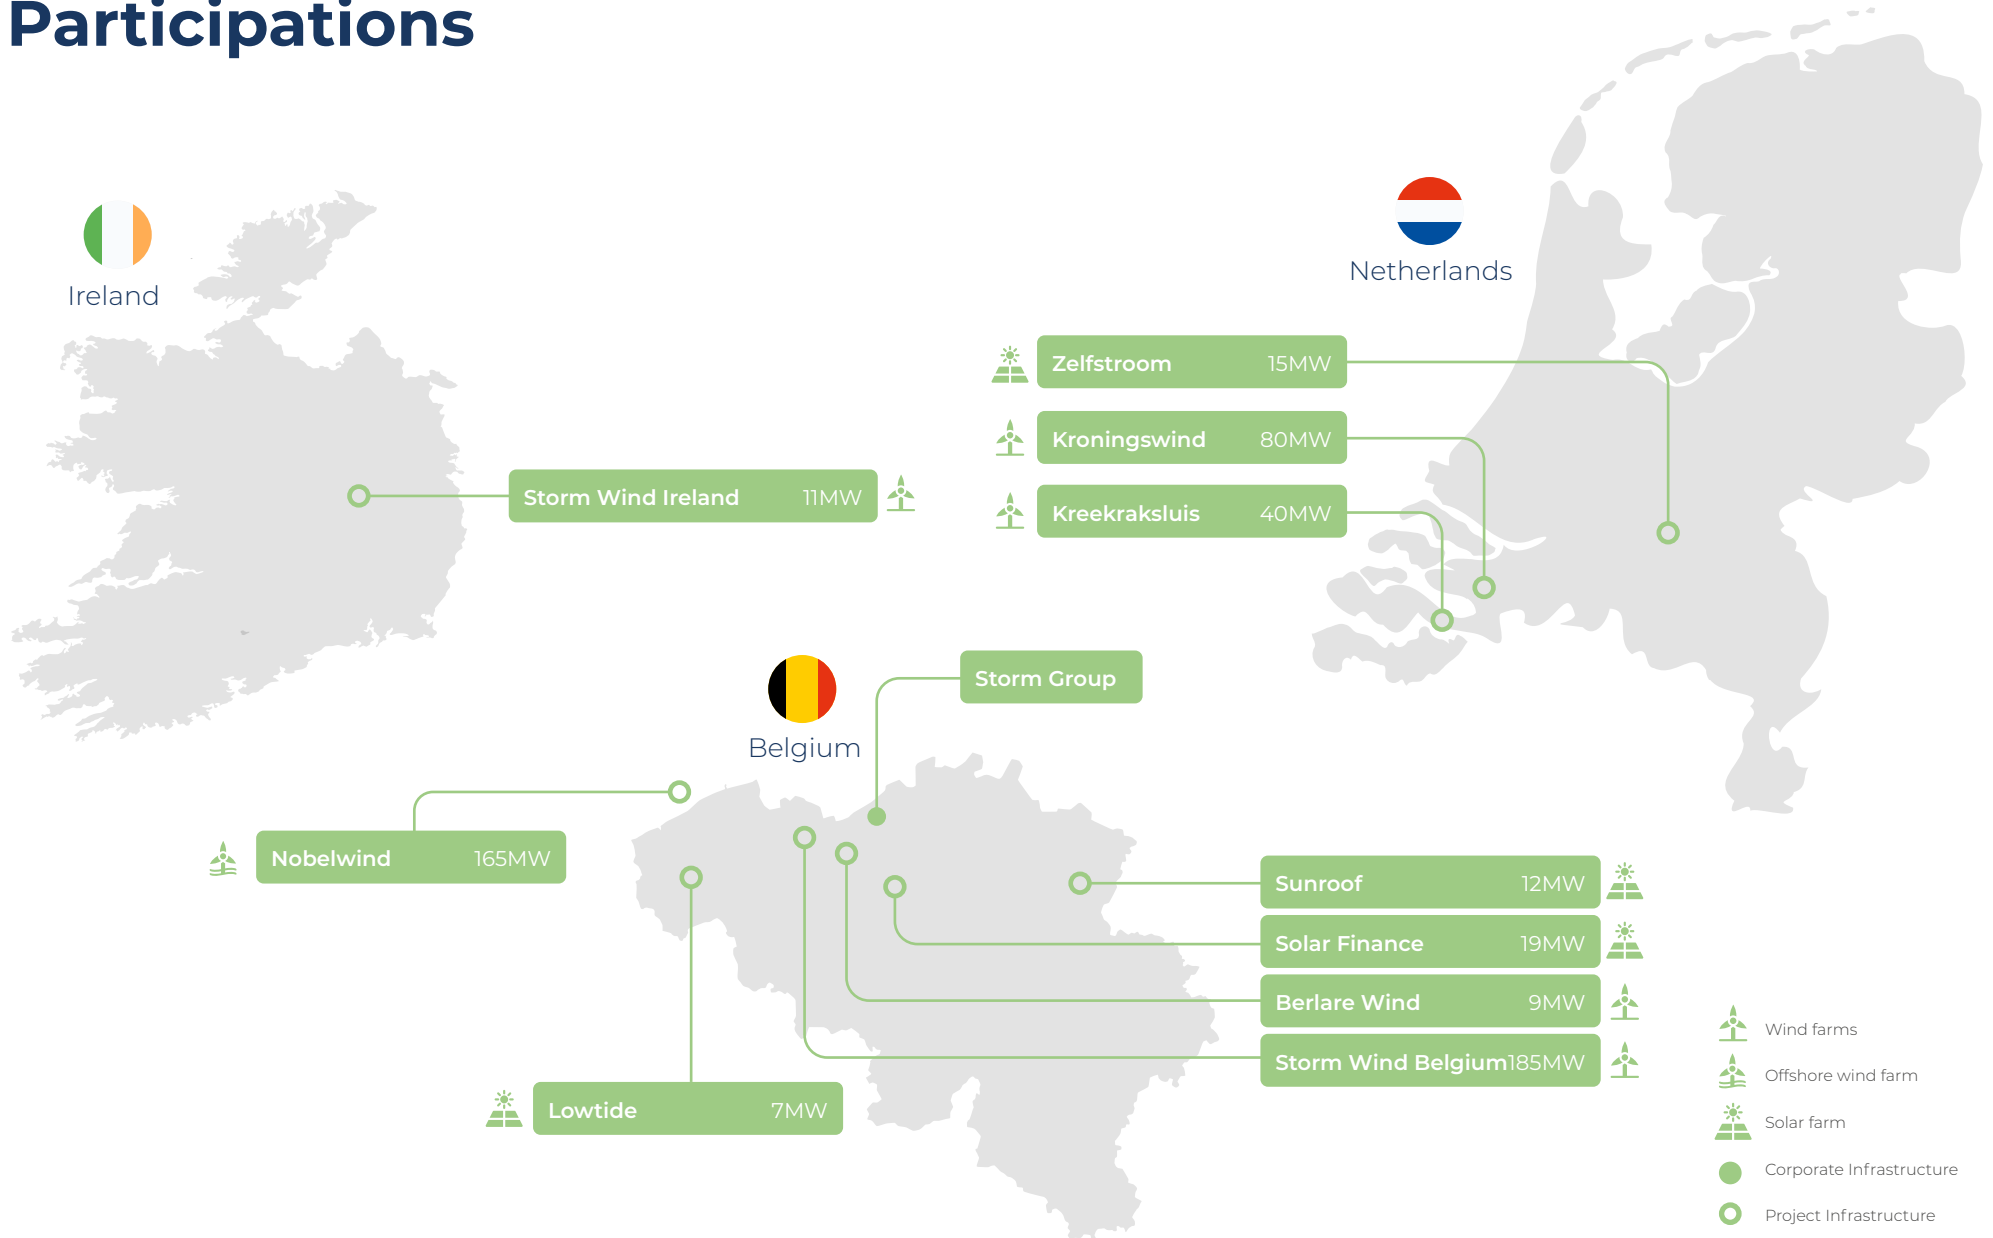 Participations
Ireland
Netherlands
Zelfstroom 15MW
Kroningswind 80MW
Kreekraksluis 40MW
Storm Wind Ireland 11MW
Storm Group
Belgium
Nobelwind 165MW
Sunroof 12MW
Solar Finance 19MW
Berlare Wind 9MW
Storm Wind Belgium 185MW
Lowtide 7MW
Wind farms
Offshore wind farm
Solar farm
Corporate Infrastructure
Project Infrastructure